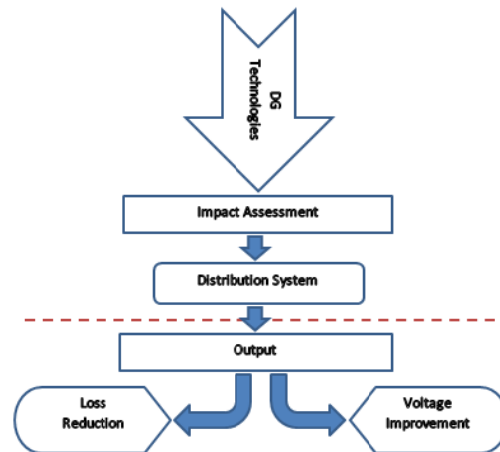 DG
Technologies
Impact Assessment
Distribution System
Output
Loss
Reduction
Voltage
Improvement